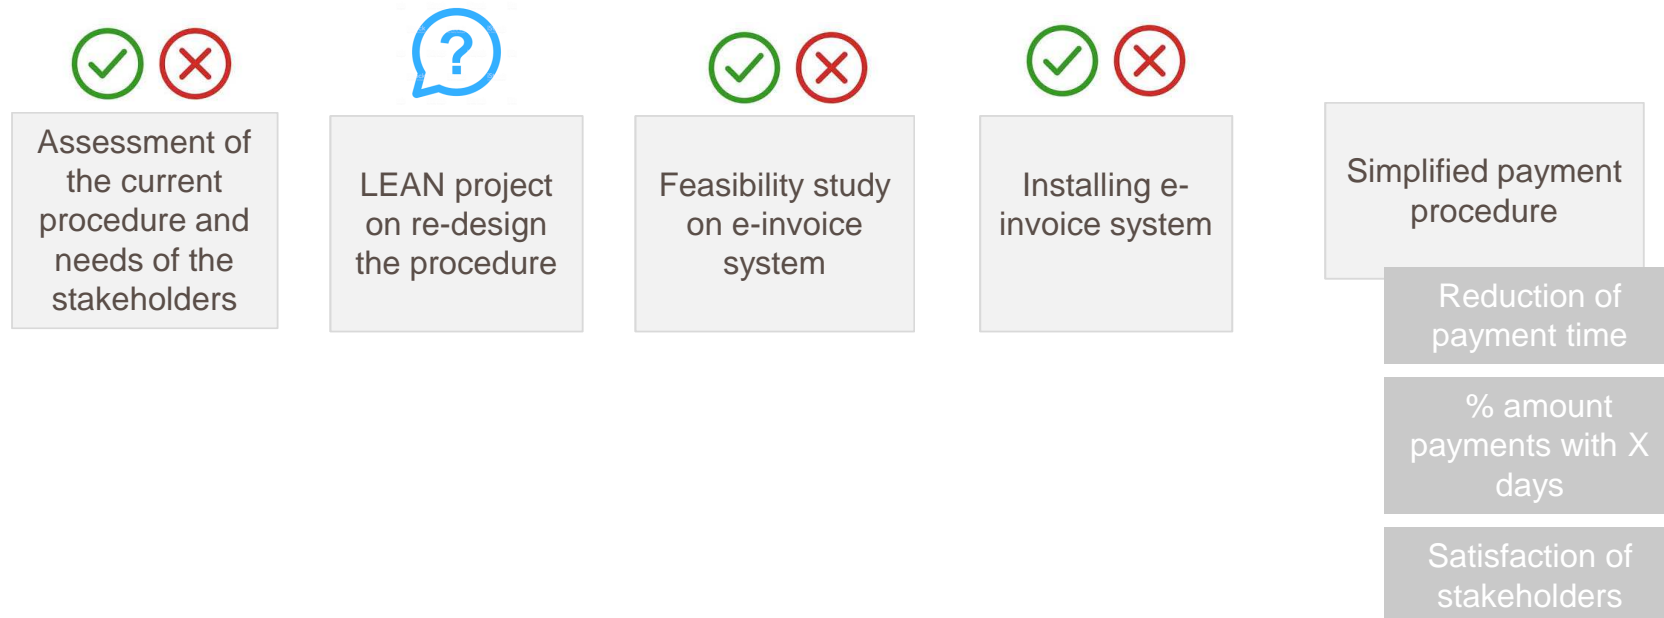 ?
Assessment of
the current
procedure and
needs of the
stakeholders
LEAN project
on re-design
the procedure
Feasibility study
on e-invoice
system
Installing e-
invoice system
Simplified payment
procedure
Reduction of
payment time
% amount
payments with X
days
Satisfaction of
stakeholders